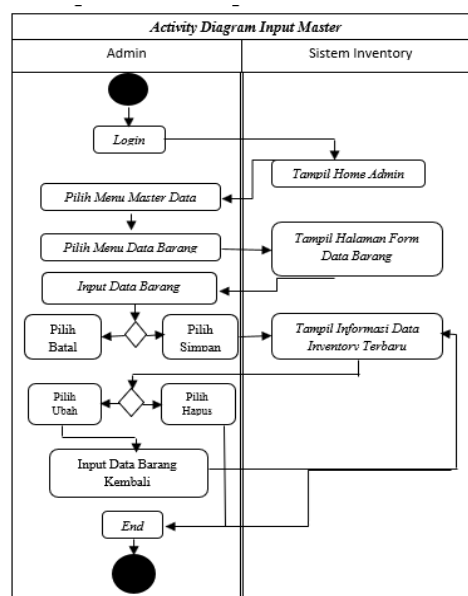 Activity Diagram Input Master
Admin
Sistem Inventory
Login
Tampil Home Admin
Pilih Menu Master Data
Pilih Menu Data Barang
Tampil Halaman Form
Data Barang
Input Data Barang
Pilih
Batal
Pilih
Simpan
Tampil Informasi Data
Inventory Terbaru
Pilih
Ubah
Pilih
Hapus
Input Data Barang
Kembali
End